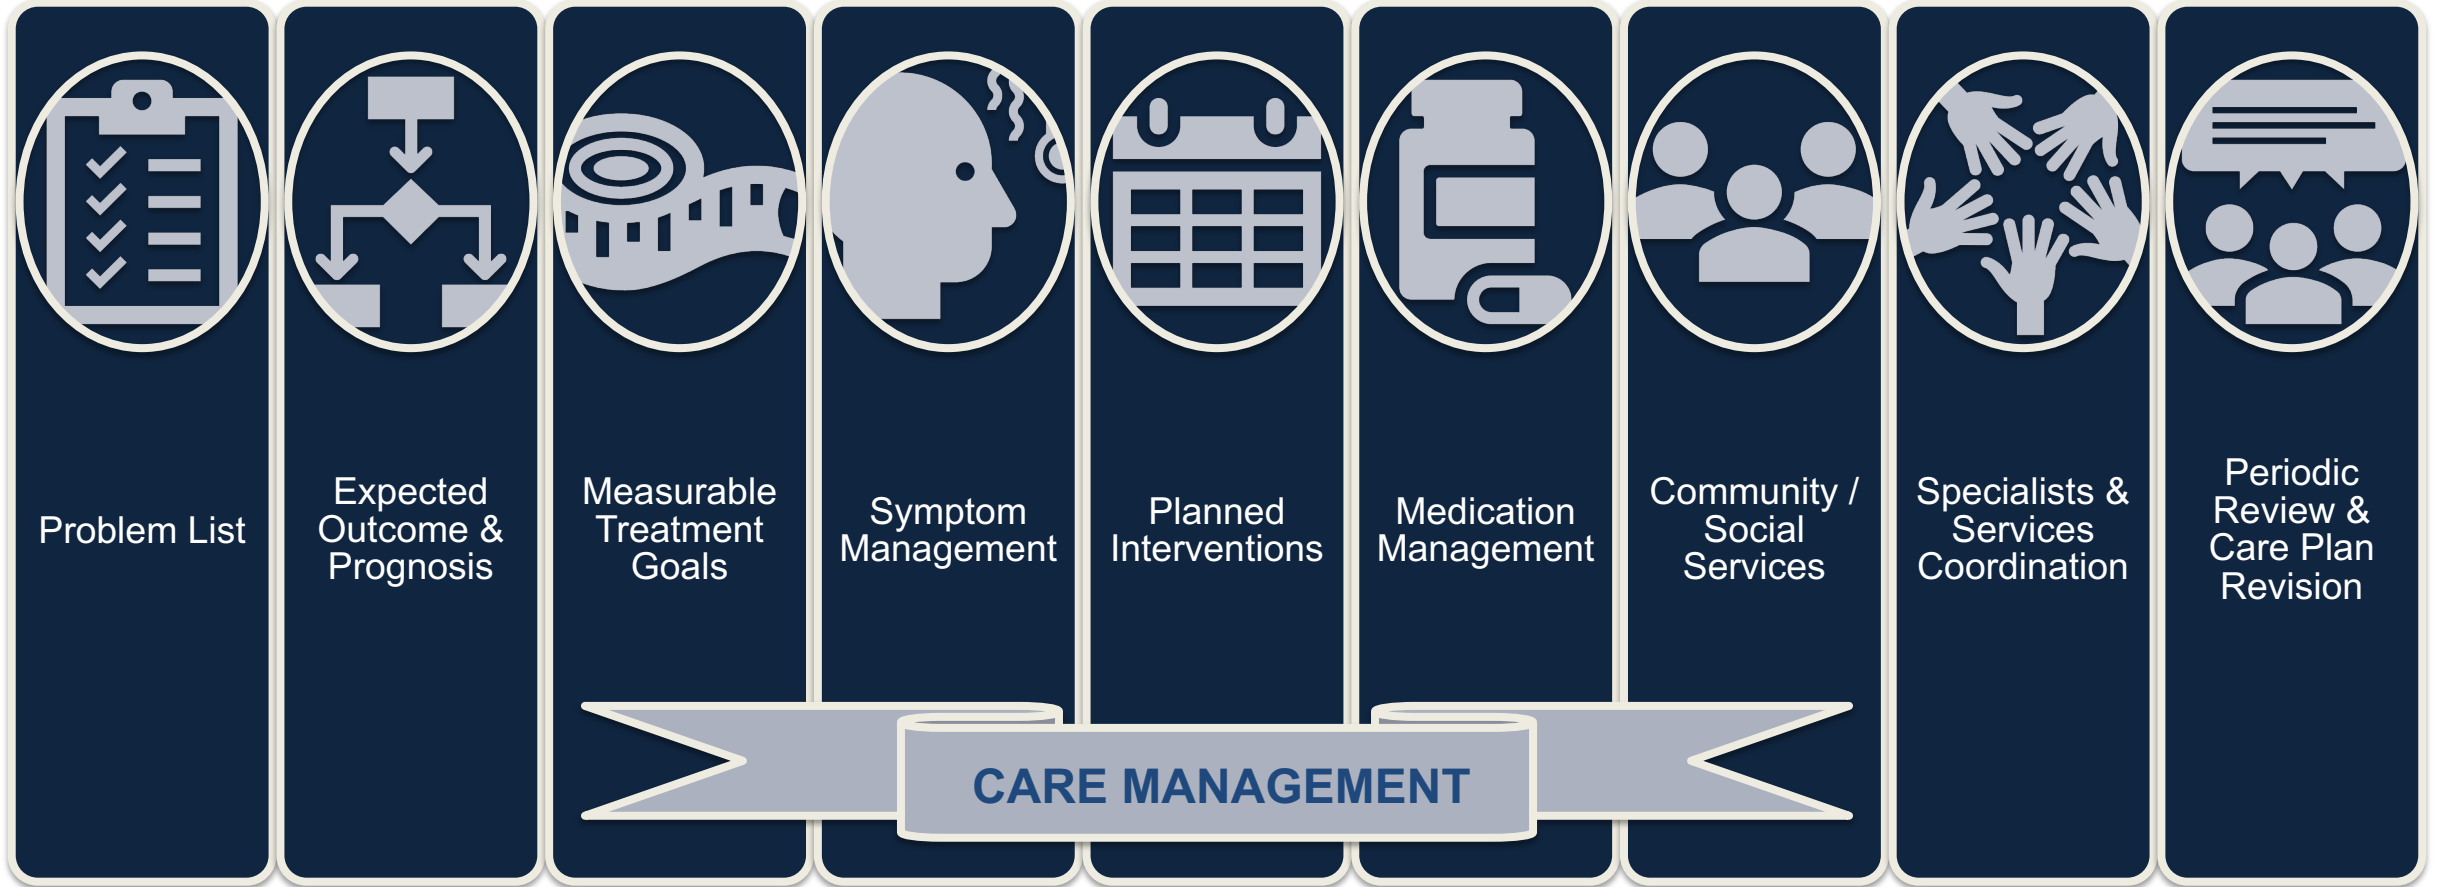 Problem List
Expected
Outcome &
Prognosis
Measurable
Treatment
Goals
Symptom
Management
Planned
Interventions
Medication
Management
Community /
Social
Services
Specialists &
Services
Coordination
Periodic
Review &
Care Plan
Revision
CARE MANAGEMENT